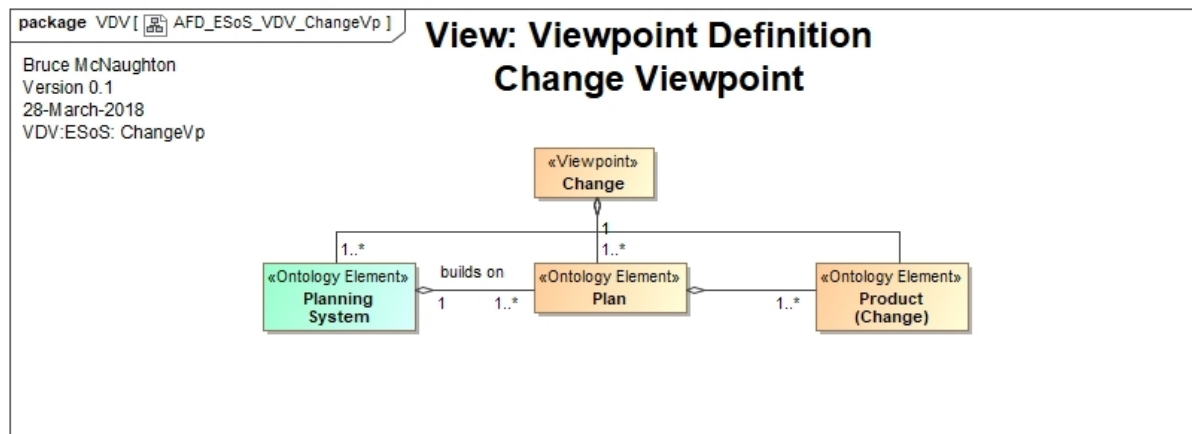 package VDV [ AFD_ESoS_VDV_ChangeVp ]
View: Viewpoint Definition
Change Viewpoint
Bruce McNaughton
Version 0.1
28-March-2018
VDV:ESoS: ChangeVp
«Viewpoint»
Change
1
1..*
1..*
«Ontology Element»
Planning
System
builds on
1
1..*
«Ontology Element»
Plan
1..*
«Ontology Element»
Product
(Change)